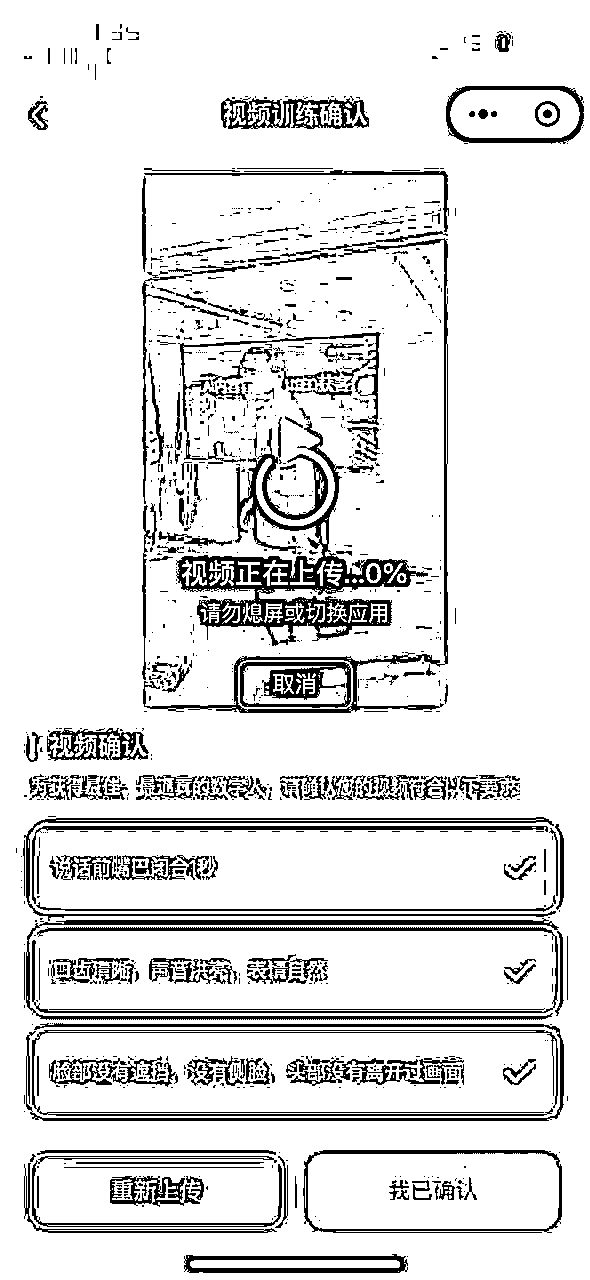 视频训练确认
视频正在上传...0%
请勿熄屏或切换应用
取消
视频确认
为获得最佳、最逼真的数字人，请确认您的视频符合以下要求
说话前嘴巴闭合1秒
口齿清晰，声音洪亮，表情自然
脸部没有遮挡、没有侧脸、头部没有离开过画面
重新上传
我已确认